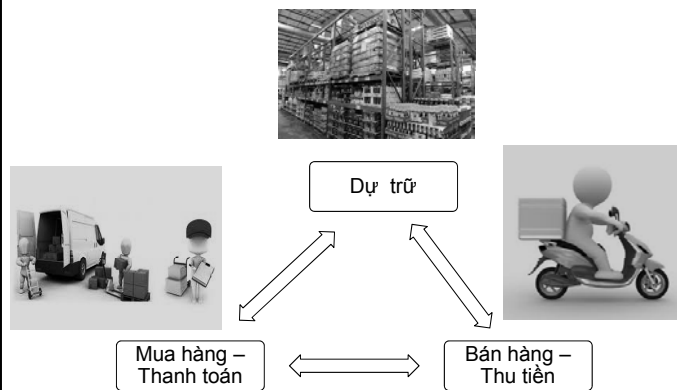 Dự trữ
Mua hàng –
Thanh toán
Bán hàng –
Thu tiền